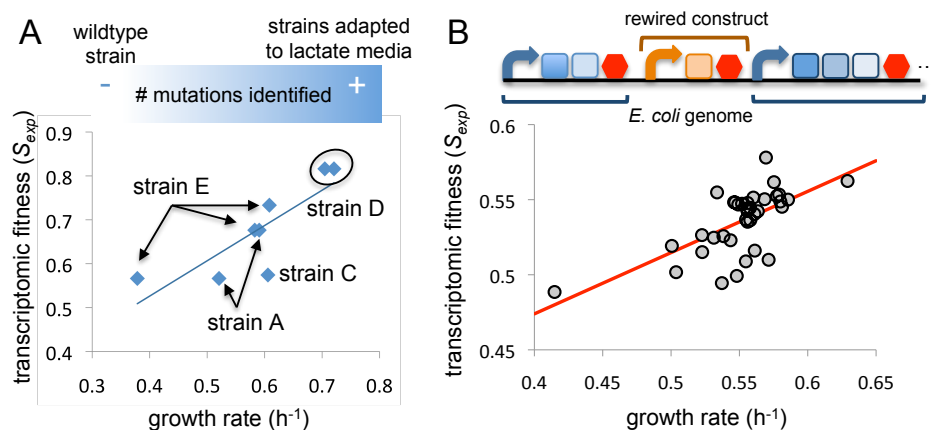 A
wildtype
strain
strains adapted
to lactate media
-
# mutations identified
+
transcriptomic fitness (S_exp)
0.9
0.8
0.7
0.6
0.5
0.4
strain E
strain D
strain C
strain A
0.3
0.4
0.5
0.6
0.7
0.8
growth rate (h⁻¹)
B
rewired construct
..
E. coli genome
transcriptomic fitness (S_exp)
0.6
0.55
0.5
0.45
0.4
0.45
0.5
0.55
0.6
0.65
growth rate (h⁻¹)